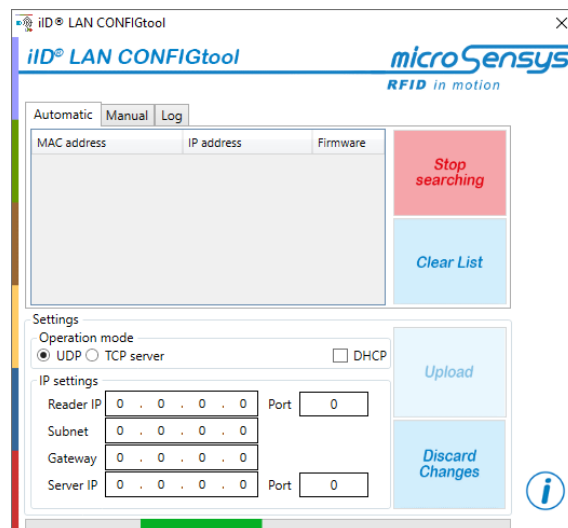 iID® LAN CONFIGtool
iID® LAN CONFIGtool
microSensys
RFID in motion
Automatic Manual Log
MAC address IP address Firmware
Stop
searching
Clear List
Settings
Operation mode
UDP TCP server DHCP
Upload
IP settings
Reader IP 0 . 0 . 0 . 0 Port 0
Subnet 0 . 0 . 0 . 0
Gateway 0 . 0 . 0 . 0
Discard
Changes
Server IP 0 . 0 . 0 . 0 Port 0
i